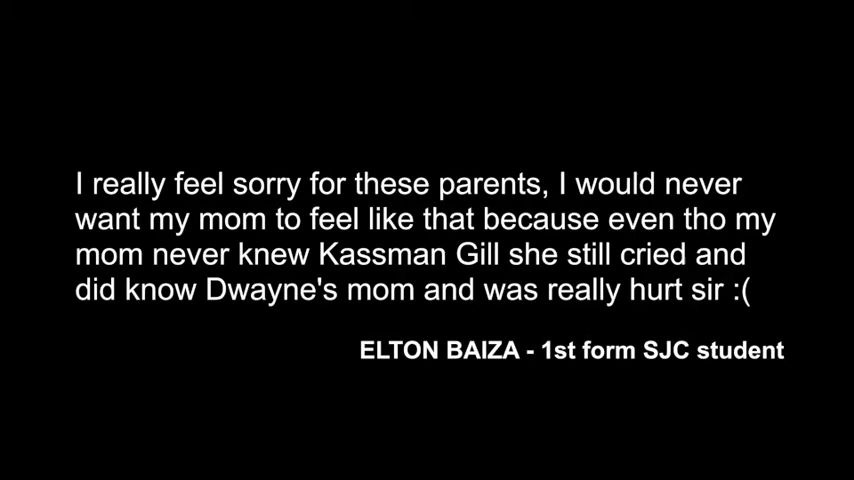 I really feel sorry for these parents, I would never
want my mom to feel like that because even tho my
mom never knew Kassman Gill she still cried and
did know Dwayne's mom and was really hurt sir :(
ELTON BAIZA - 1st form SJC student